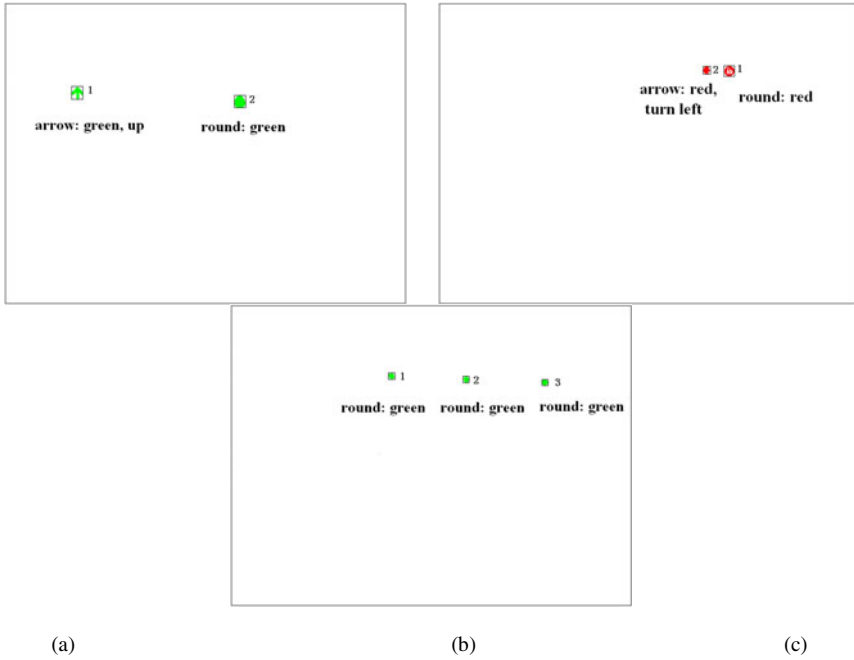 1
arrow: green, up
2
round: green
2
arrow: red,
turn left
1
round: red
1
round: green
2
round: green
3
round: green
(a)
(b)
(c)